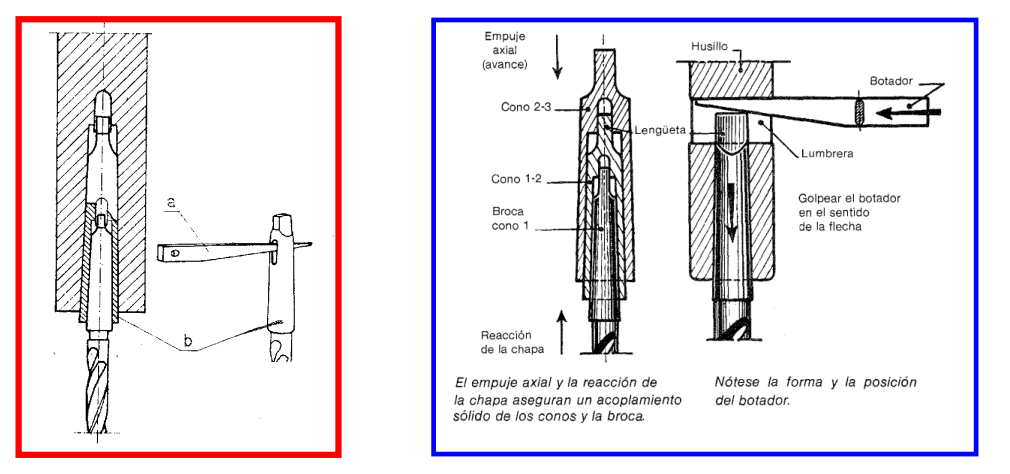 a
b
Empuje
axial
(avance)
Cono 2-3
Lengüeta
Cono 1-2
Broca
cono 1
Reacción
de la chapa
El empuje axial y la reacción de
la chapa aseguran un acoplamiento
sólido de los conos y la broca.
Husillo
Botador
Lumbrera
Golpear el botador
en el sentido
de la flecha
Nótese la forma y la posición
del botador.